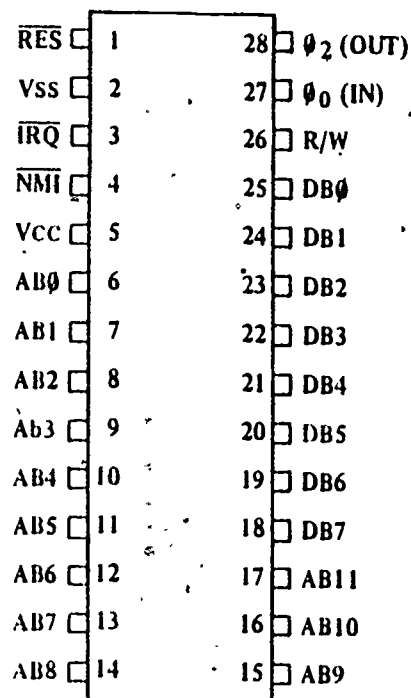 RES 1 28 ϕ2 (OUT)
VSS 2 27 ϕ0 (IN)
IRQ 3 26 R/W
NMI 4 25 DBϕ
VCC 5 24 DB1
ABϕ 6 23 DB2
AB1 7 22 DB3
AB2 8 21 DB4
Ab3 9 20 DB5
AB4 10 19 DB6
AB5 11 18 DB7
AB6 12 17 AB11
AB7 13 16 AB10
AB8 14 15 AB9